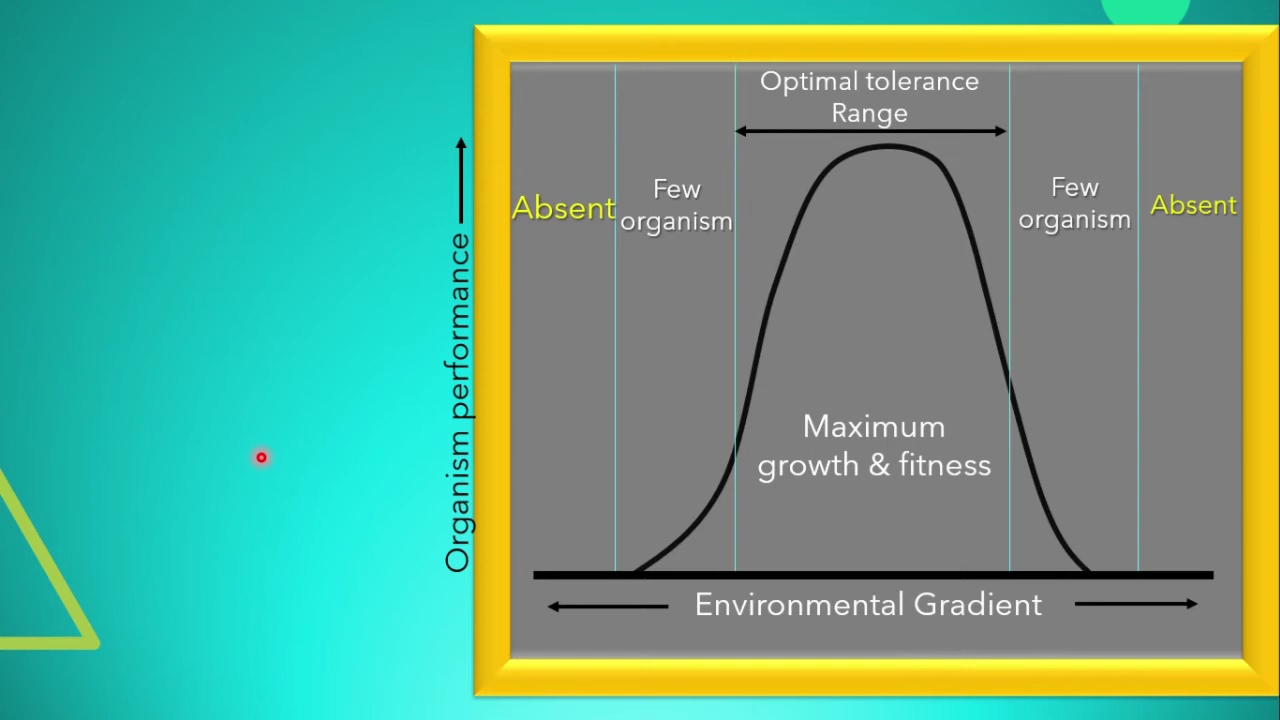 Optimal tolerance
Range
Absent
Few
organism
Few
organism
Absent
Organism performance
Maximum
growth & fitness
Environmental Gradient